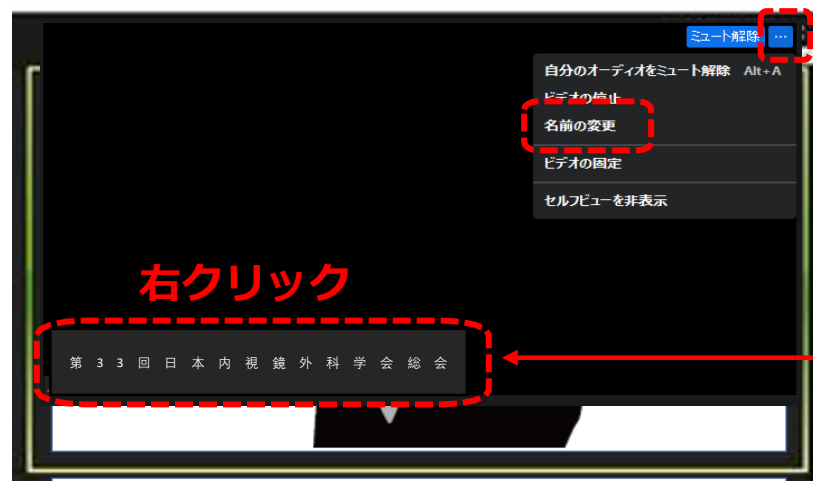 ミュート解除 …
自分のオーディオをミュート解除 Alt+A
ビデオの停止
名前の変更
ビデオの固定
セルフビューを非表示
右クリック
第33回日本内視鏡外科学会総会